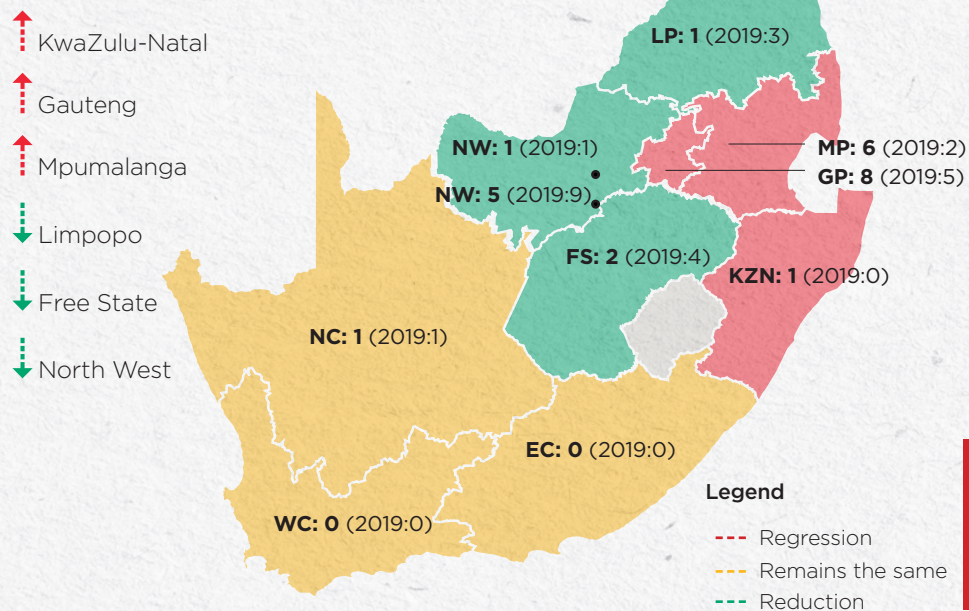 KwaZulu-Natal
Gauteng
Mpumalanga
Limpopo
Free State
North West
LP: 1 (2019:3)
NW: 1 (2019:1)
MP: 6 (2019:2)
GP: 8 (2019:5)
NW: 5 (2019:9)
FS: 2 (2019:4)
KZN: 1 (2019:0)
NC: 1 (2019:1)
EC: 0 (2019:0)
WC: 0 (2019:0)
Legend
Regression
Remains the same
Reduction